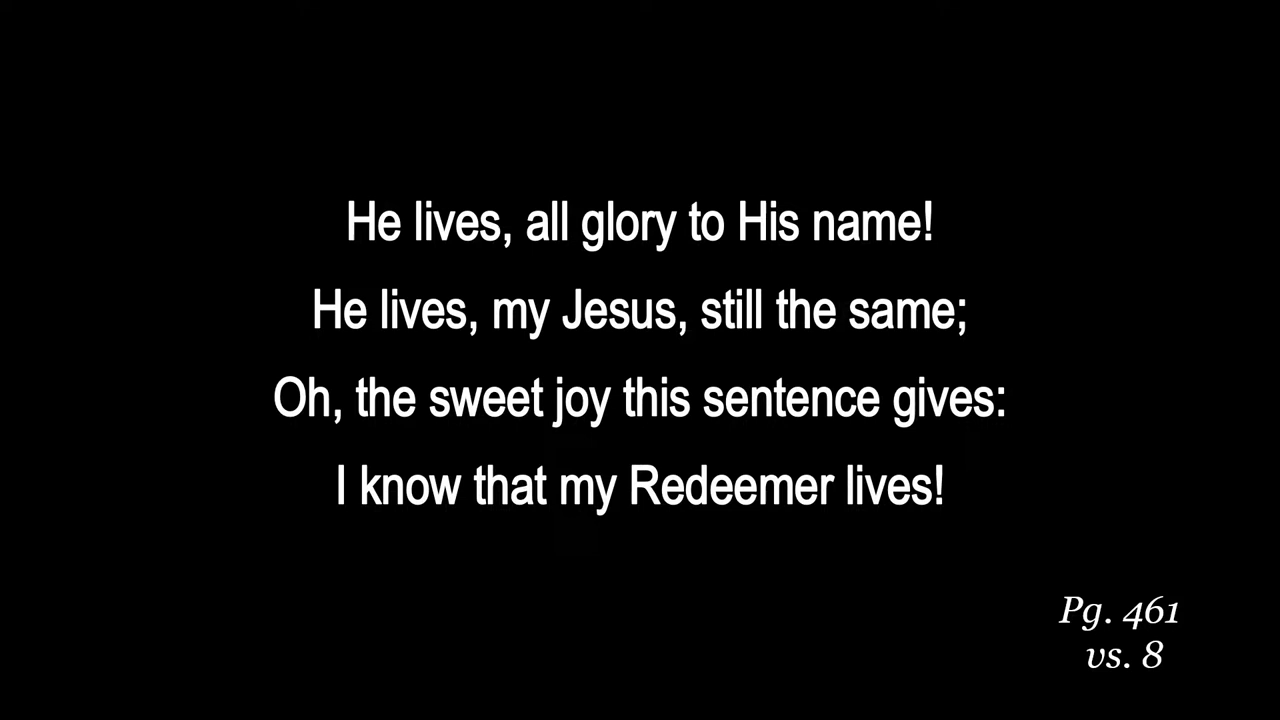 He lives, all glory to His name!
He lives, my Jesus, still the same;
Oh, the sweet joy this sentence gives:
I know that my Redeemer lives!
Pg. 461
vs. 8